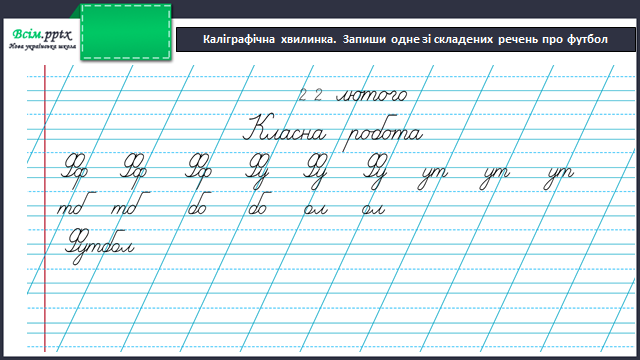 Всім.pptx
Нова українська школа
Каліграфічна хвилинка. Запиши одне зі складених речень про футбол
22 лютого
Класна робота
Фф Фф Фф Фу Фу Фу ут ут ут
тб тб бо бо ол ол
Футбол